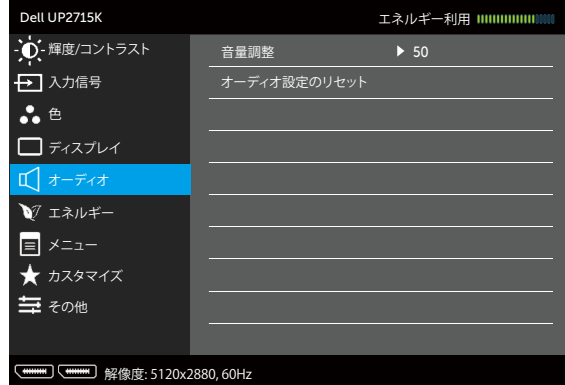 Dell UP2715K
エネルギー利用
輝度/コントラスト
音量調整 50
入力信号
オーディオ設定のリセット
色
ディスプレイ
オーディオ
エネルギー
メニュー
カスタマイズ
その他
解像度: 5120x2880, 60Hz